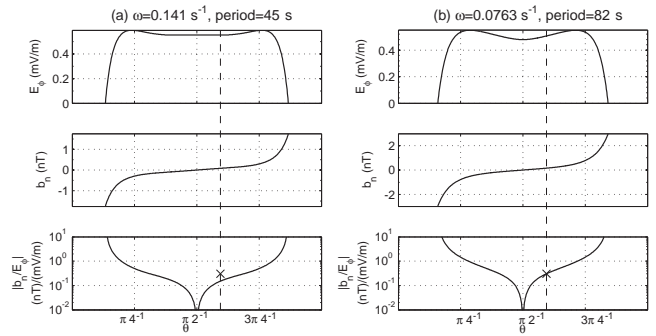 (a) ω=0.141 s⁻¹, period=45 s
0.4
0.2
0
E_ϕ (mV/m)
1
0
-1
b_n (nT)
10¹
10⁰
10⁻¹
10⁻²
|b_n/E_ϕ|
(nT)/(mV/m)
π 4⁻¹
π 2⁻¹
3π 4⁻¹
θ
(b) ω=0.0763 s⁻¹, period=82 s
0.4
0.2
0
E_ϕ (mV/m)
2
0
-2
b_n (nT)
10¹
10⁰
10⁻¹
10⁻²
|b_n/E_ϕ|
(nT)/(mV/m)
π 4⁻¹
π 2⁻¹
3π 4⁻¹
θ